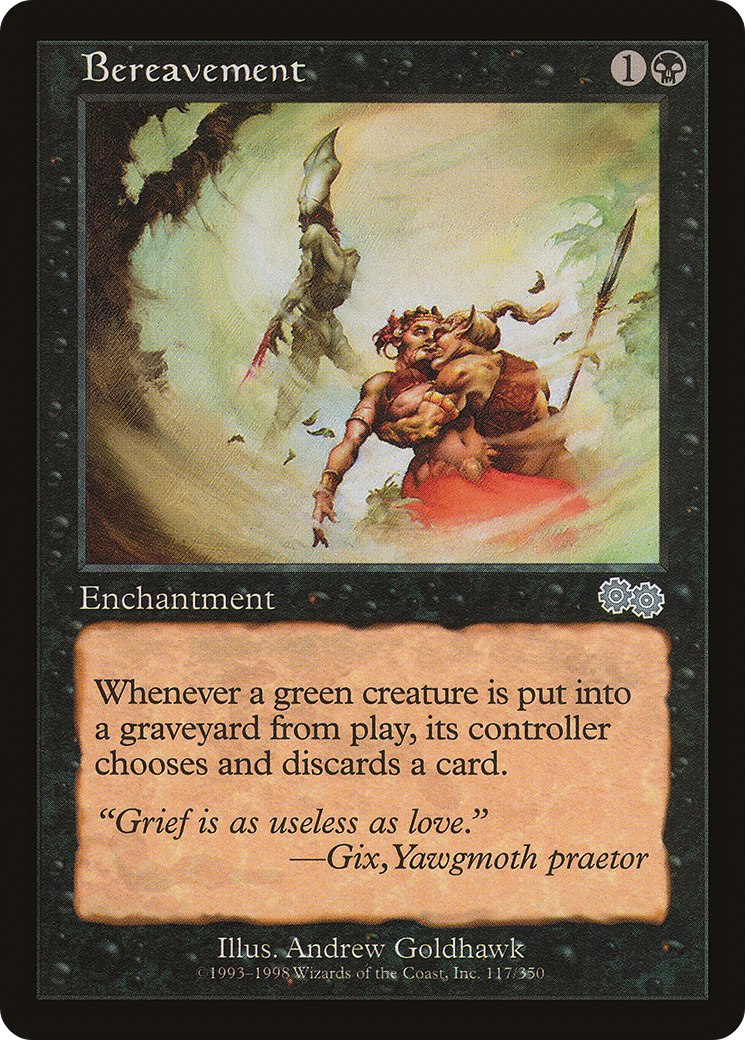 Bereavement 1
Enchantment
Whenever a green creature is put into
a graveyard from play, its controller
chooses and discards a card.
“Grief is as useless as love.”
—Gix, Yawgmoth praetor
Illus. Andrew Goldhawk
©1993–1998 Wizards of the Coast, Inc. 117/350